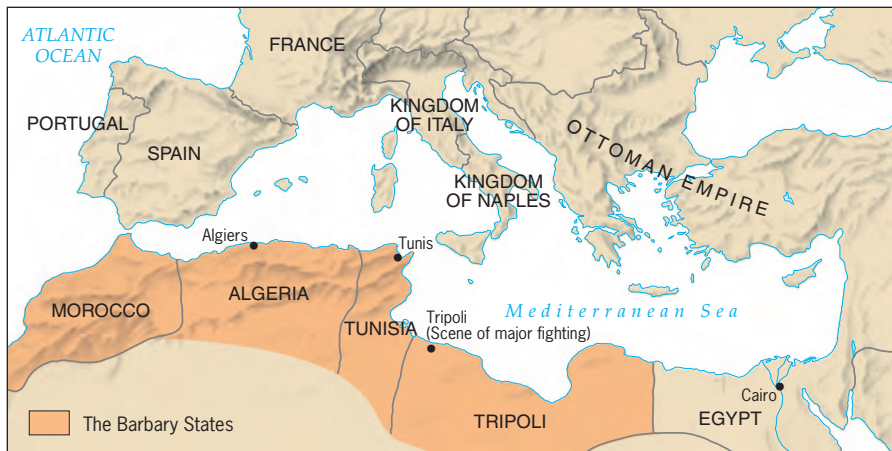 ATLANTIC
OCEAN
FRANCE
PORTUGAL
SPAIN
KINGDOM
OF ITALY
KINGDOM
OF NAPLES
OTTOMAN EMPIRE
Algiers
Tunis
MOROCCO
ALGERIA
TUNISIA
Tripoli
(Scene of major fighting)
Mediterranean Sea
TRIPOLI
EGYPT
Cairo
The Barbary States